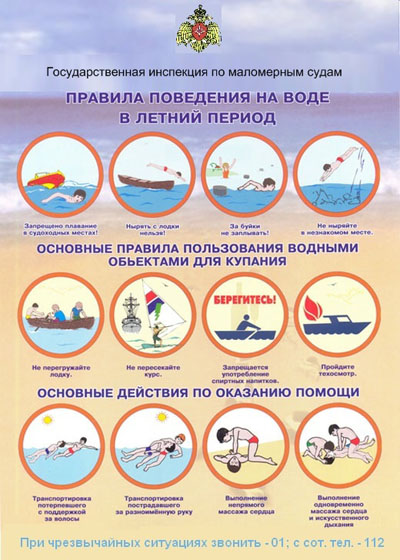 Государственная инспекция по маломерным судам
ПРАВИЛА ПОВЕДЕНИЯ НА ВОДЕ
В ЛЕТНИЙ ПЕРИОД
Запрещено плавание
в судоходных местах!
Нырять с лодки
нельзя!
За буйки
не заплывать!
Не ныряйте
в незнакомом месте.
ОСНОВНЫЕ ПРАВИЛА ПОЛЬЗОВАНИЯ ВОДНЫМИ
ОБЬЕКТАМИ ДЛЯ КУПАНИЯ
БЕРЕГИТЕСЬ!
Не перегружайте
лодку.
Не пересекайте
курс.
Запрещается
употребление
спиртных напитков.
Пройдите
техосмотр.
ОСНОВНЫЕ ДЕЙСТВИЯ ПО ОКАЗАНИЮ ПОМОЩИ
Транспортировка
потерпевшего
с поддержкой
за волосы
Транспортировка
пострадавшего
за разноимённую руку
Выполнение
непрямого
массажа сердца
Выполнение
одновременно
массажа сердца
и искусственного
дыхания
При чрезвычайных ситуациях звонить - 01; с сот. тел. - 112